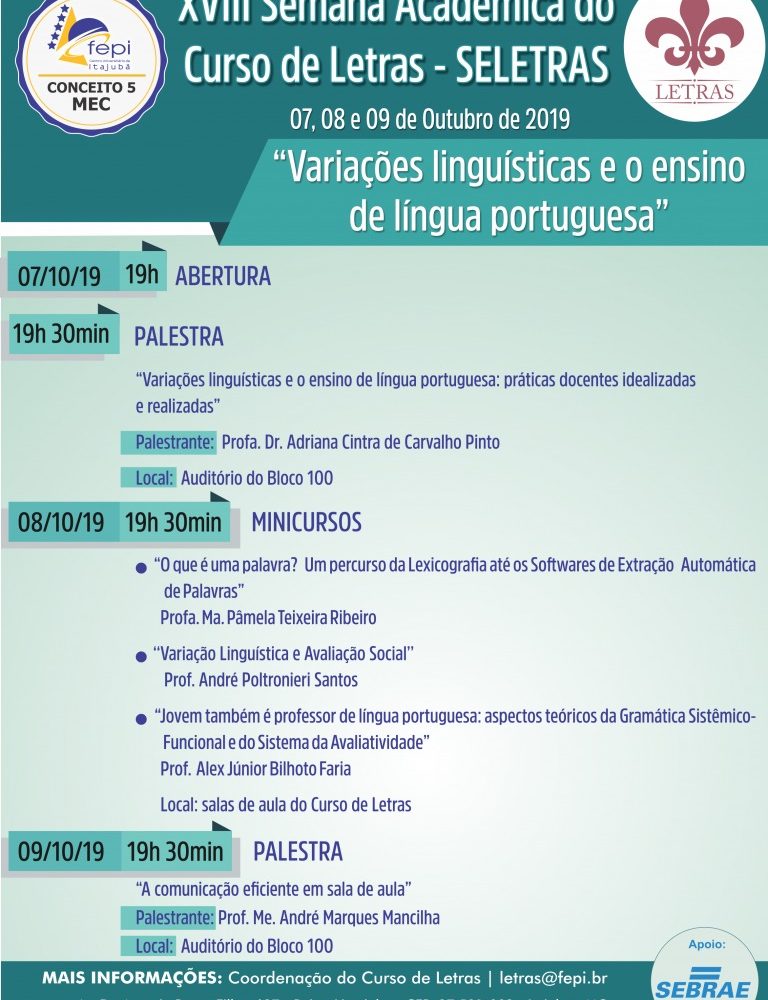 XVIII Semana Acadêmica do
Curso de Letras - SELETRAS
fepi
Centro Universitário de
Itajubá
CONCEITO 5
MEC
LETRAS
07, 08 e 09 de Outubro de 2019
“Variações linguísticas e o ensino
de língua portuguesa”
07/10/19 19h ABERTURA
19h 30min PALESTRA
“Variações linguísticas e o ensino de língua portuguesa: práticas docentes idealizadas
e realizadas”
Palestrante: Profa. Dr. Adriana Cintra de Carvalho Pinto
Local: Auditório do Bloco 100
08/10/19 19h 30min MINICURSOS
“O que é uma palavra? Um percurso da Lexicografia até os Softwares de Extração Automática
de Palavras”
Profa. Ma. Pâmela Teixeira Ribeiro
“Variação Linguística e Avaliação Social”
Prof. André Poltronieri Santos
“Jovem também é professor de língua portuguesa: aspectos teóricos da Gramática Sistêmico-
Funcional e do Sistema da Avaliatividade”
Prof. Alex Júnior Bilhoto Faria
Local: salas de aula do Curso de Letras
09/10/19 19h 30min PALESTRA
“A comunicação eficiente em sala de aula”
Palestrante: Prof. Me. André Marques Mancilha
Local: Auditório do Bloco 100
Apoio:
SEBRAE
MAIS INFORMAÇÕES: Coordenação do Curso de Letras | letras@fepi.br